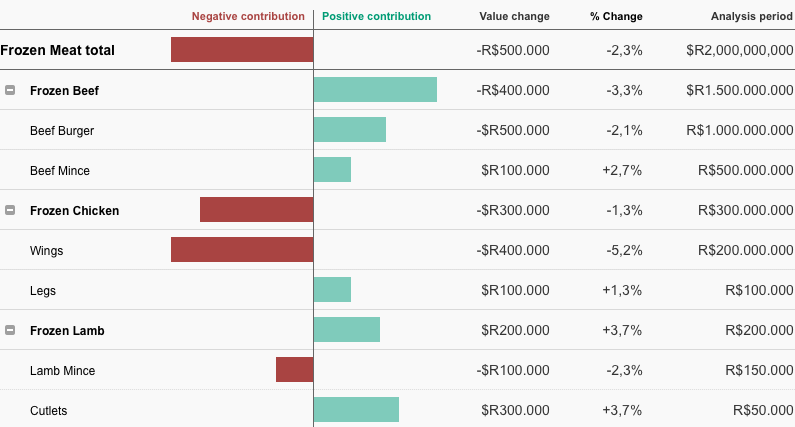 Negative contribution Positive contribution Value change % Change Analysis period
Frozen Meat total -R$500.000 -2,3% $R2,000,000,000
Frozen Beef -R$400.000 -3,3% $R1.500.000.000
Beef Burger -$R500.000 -2,1% R$1.000.000.000
Beef Mince $R100.000 +2,7% R$500.000.000
Frozen Chicken -$R300.000 -1,3% R$300.000.000
Wings -$R400.000 -5,2% R$200.000.000
Legs $R100.000 +1,3% R$100.000
Frozen Lamb $R200.000 +3,7% R$200.000
Lamb Mince -$R100.000 -2,3% R$150.000
Cutlets $R300.000 +3,7% R$50.000